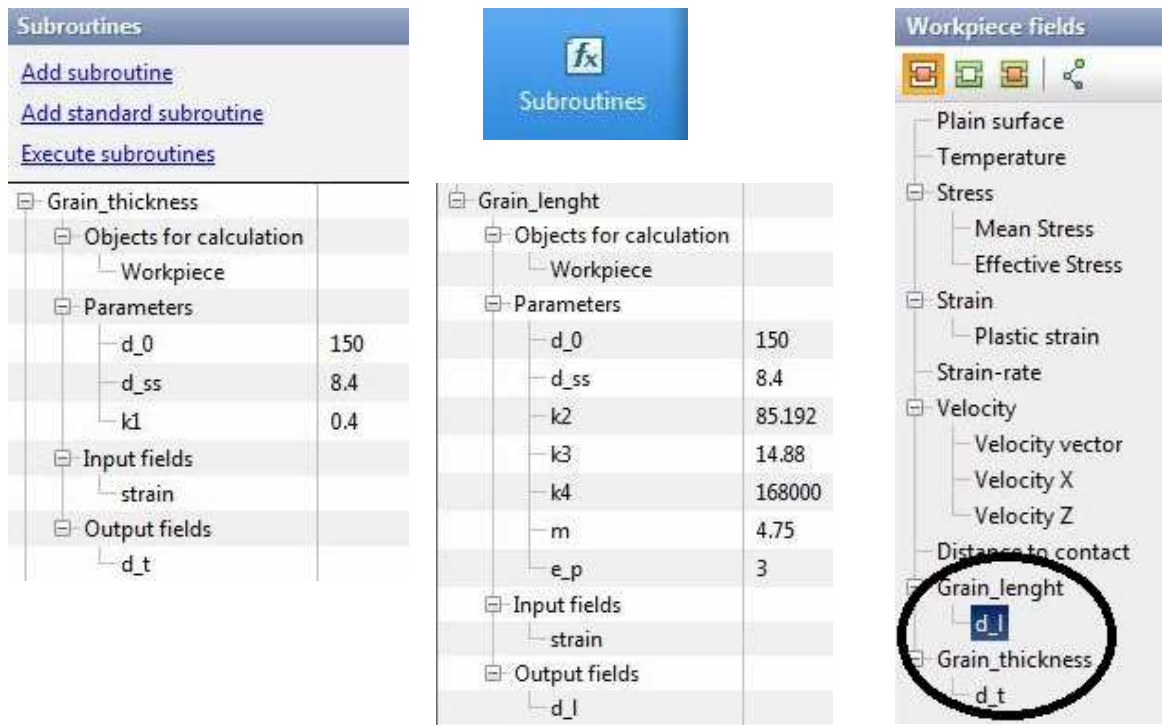 Subroutines
Add subroutine
Add standard subroutine
Execute subroutines
Grain_thickness
Objects for calculation
Workpiece
Parameters
d_0 150
d_ss 8.4
k1 0.4
Input fields
strain
Output fields
d_t
fx
Subroutines
Grain_lenght
Objects for calculation
Workpiece
Parameters
d_0 150
d_ss 8.4
k2 85.192
k3 14.88
k4 168000
m 4.75
e_p 3
Input fields
strain
Output fields
d_l
Workpiece fields
Plain surface
Temperature
Stress
Mean Stress
Effective Stress
Strain
Plastic strain
Strain-rate
Velocity
Velocity vector
Velocity X
Velocity Z
Distance to contact
Grain_lenght
d_l
Grain_thickness
d_t